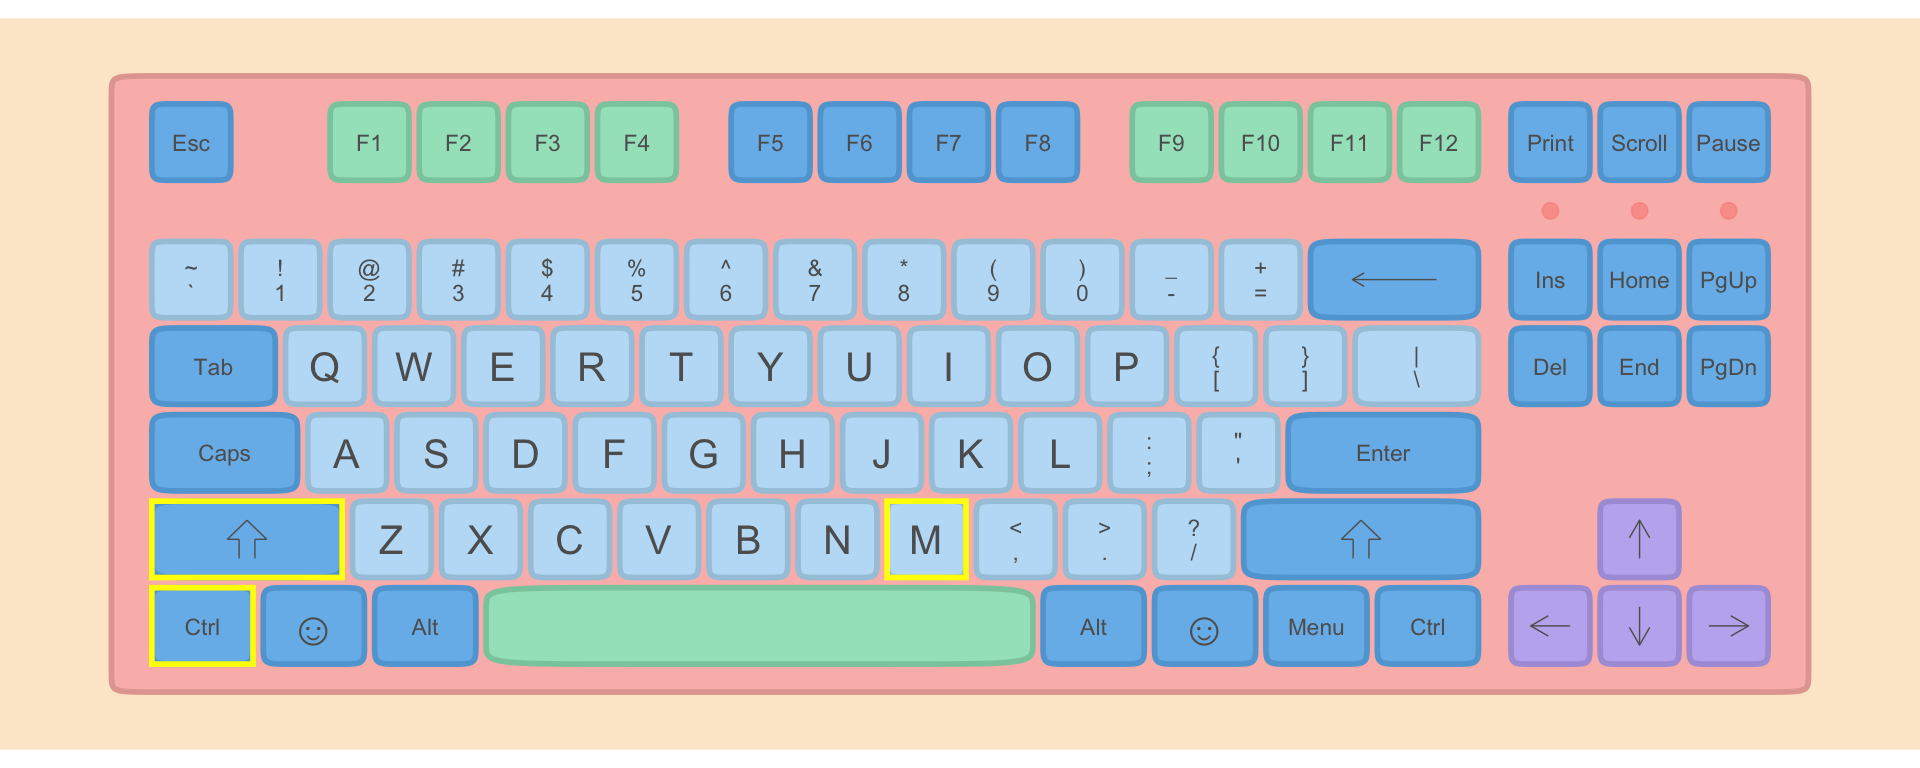 Esc F1 F2 F3 F4 F5 F6 F7 F8 F9 F10 F11 F12 Print Scroll Pause
~ ! @ # $ % ^ & * ( ) _ +
` 1 2 3 4 5 6 7 8 9 0 - = ← Ins Home PgUp
Tab Q W E R T Y U I O P { } | Del End PgDn
[ ] \
Caps A S D F G H J K L : " Enter
; '
⇧ Z X C V B N M < > ? ⇧ ↑
, . /
Ctrl ☺ Alt Alt ☺ Menu Ctrl ← ↓ →